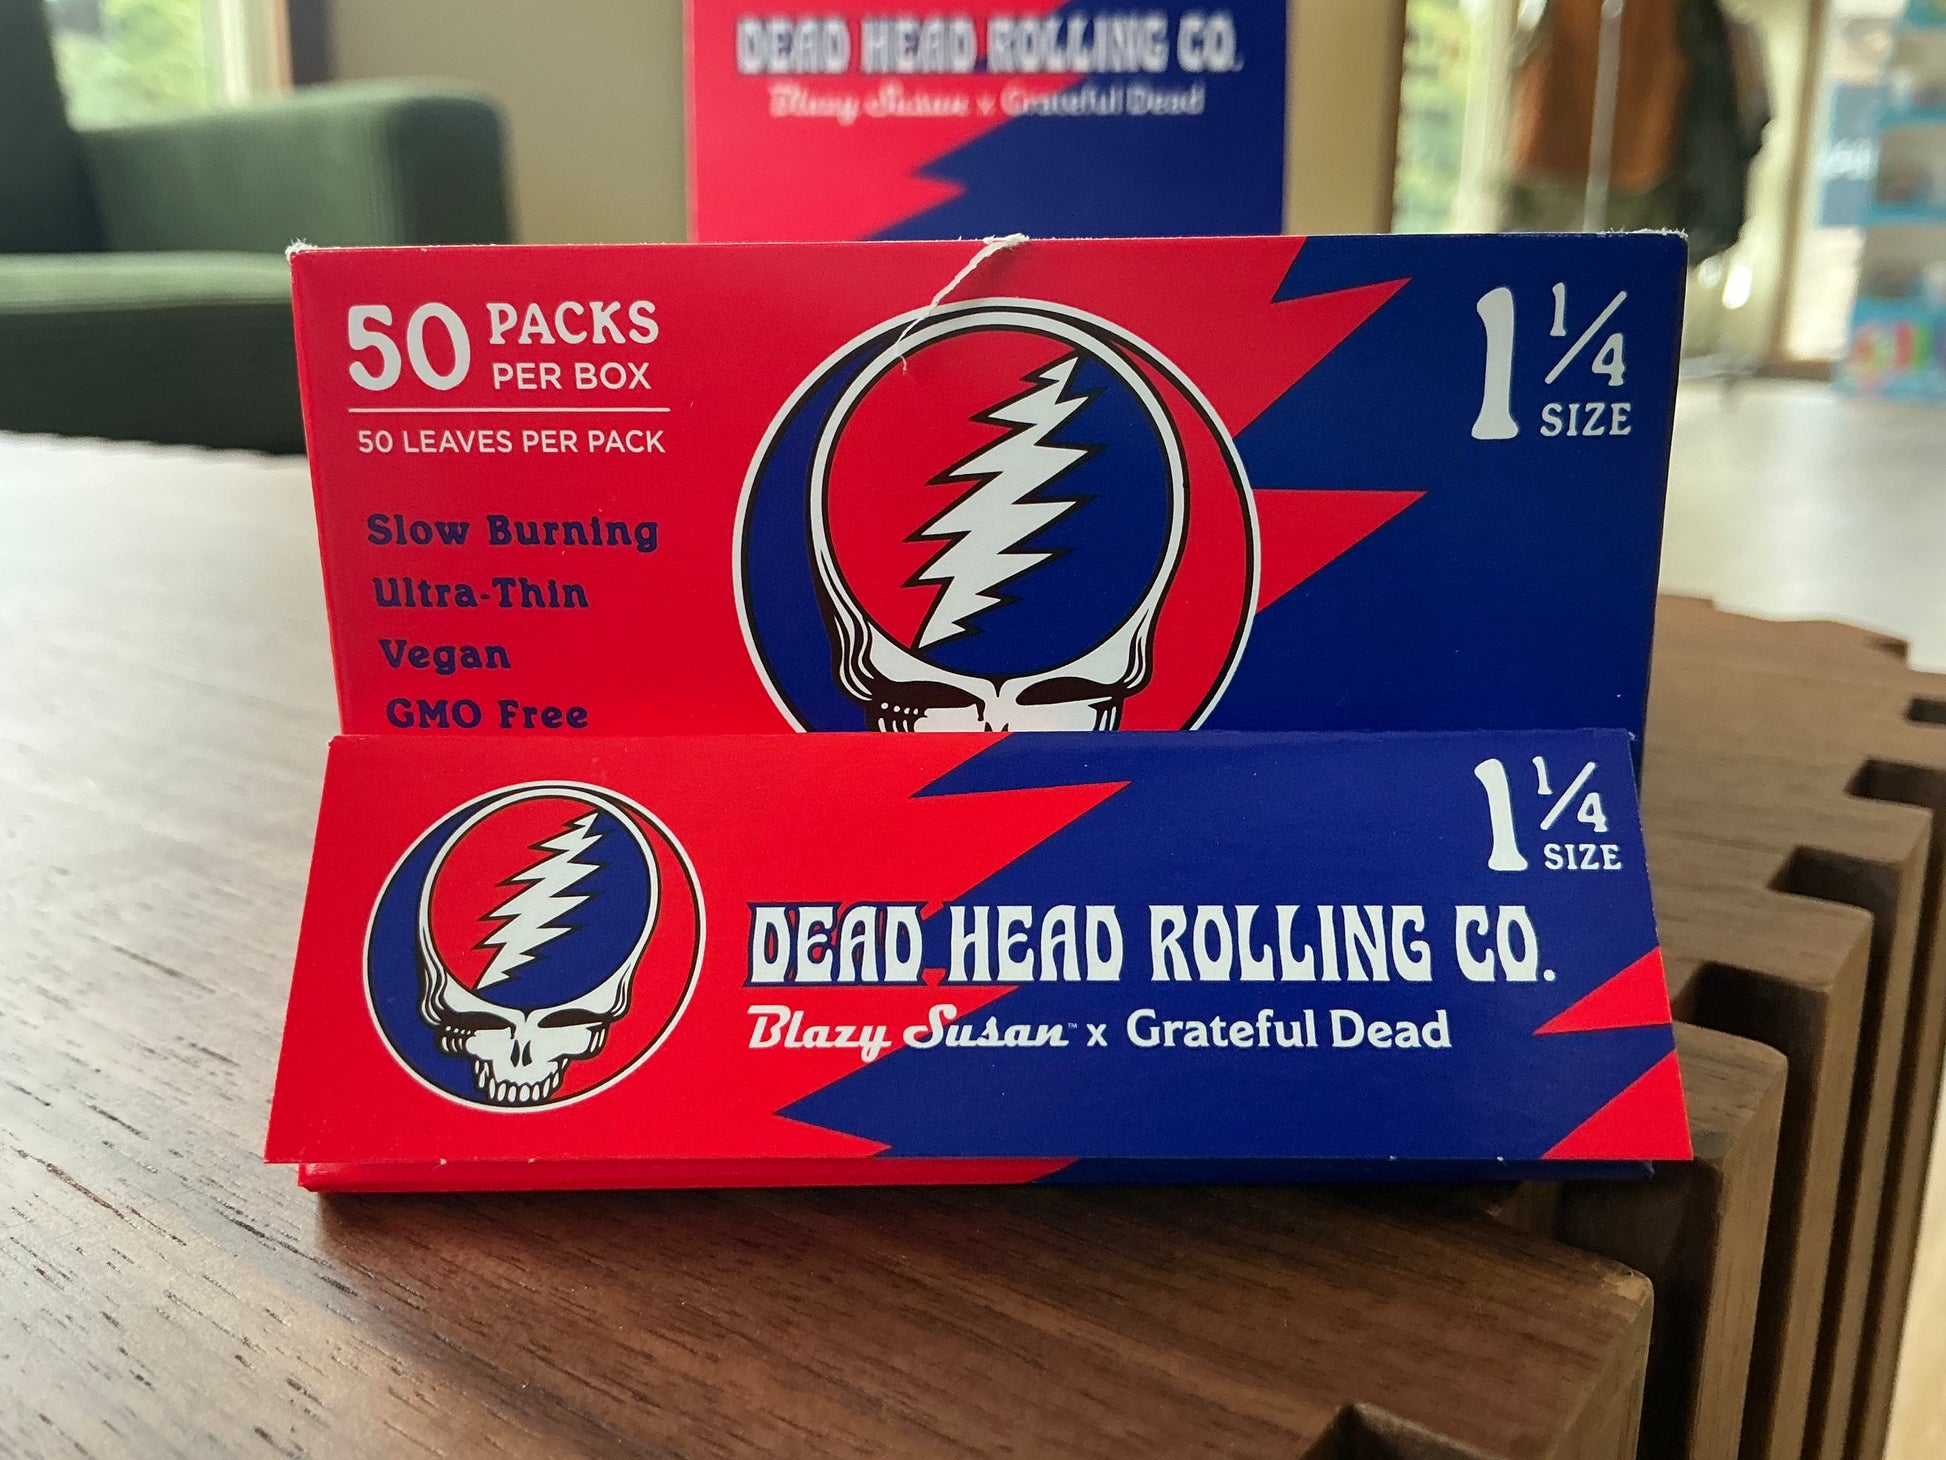 DEAD HEAD ROLLING CO.
Blazy Susan x Grateful Dead
50 PACKS
PER BOX
50 LEAVES PER PACK
Slow Burning
Ultra-Thin
Vegan
GMO Free
1 1/4
SIZE
1 1/4
SIZE
DEAD HEAD ROLLING CO.
Blazy Susan™ x Grateful Dead